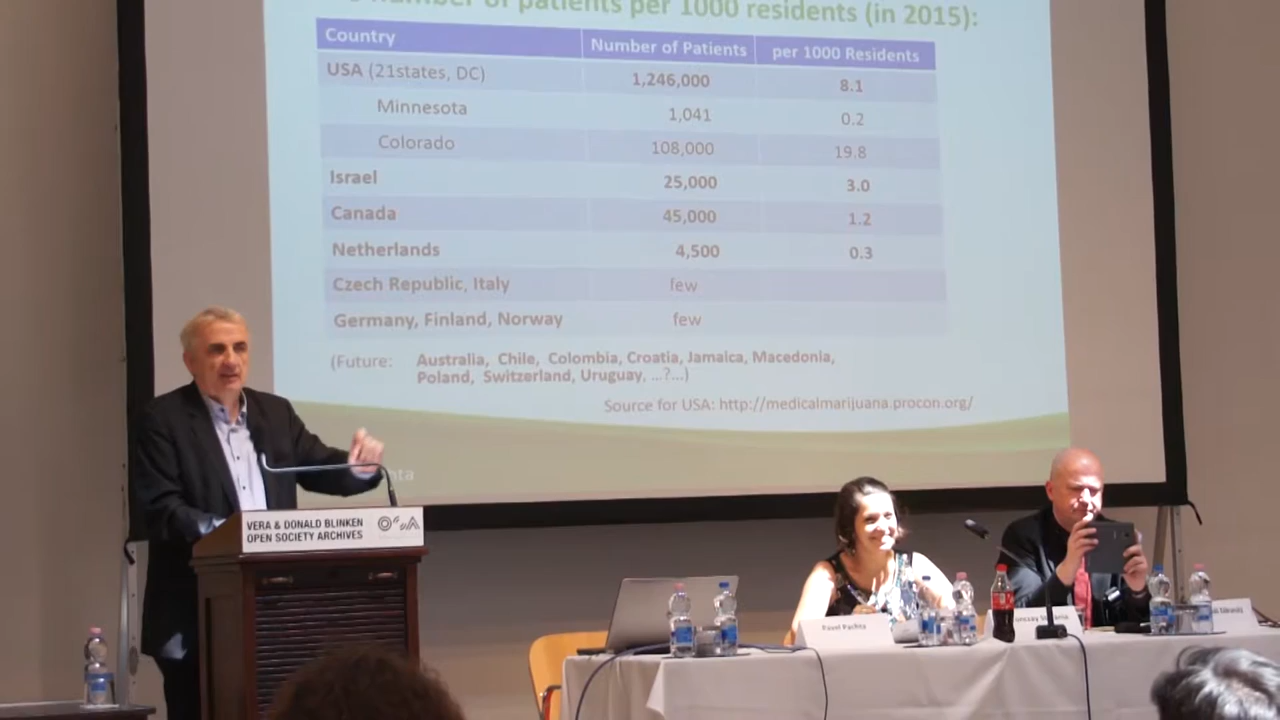 number of patients per 1000 residents (in 2015):
Country Number of Patients per 1000 Residents
USA (21states, DC) 1,246,000 8.1
Minnesota 1,041 0.2
Colorado 108,000 19.8
Israel 25,000 3.0
Canada 45,000 1.2
Netherlands 4,500 0.3
Czech Republic, Italy few
Germany, Finland, Norway few
(Future: Australia, Chile, Colombia, Croatia, Jamaica, Macedonia,
Poland, Switzerland, Uruguay, ...?...)
Source for USA: http://medicalmarijuana.procon.org/
VERA & DONALD BLINKEN
OPEN SOCIETY ARCHIVES
OSA
Pavel Pachta